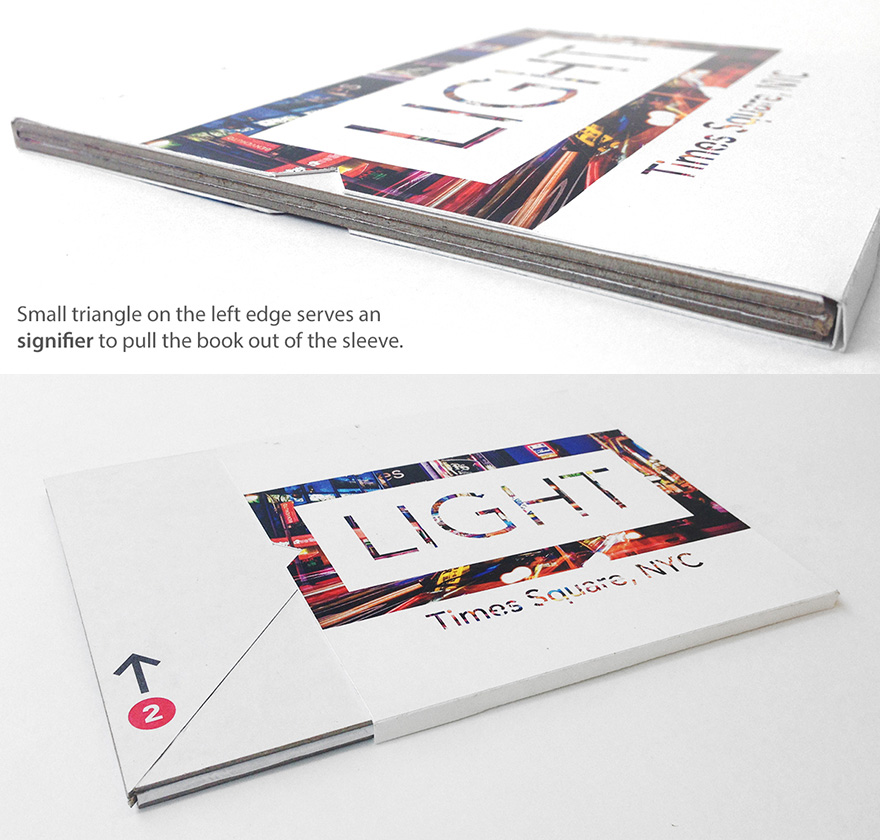 LIGHT
Times Square, NYC
Small triangle on the left edge serves an
signifier to pull the book out of the sleeve.
LIGHT
Times Square, NYC
2